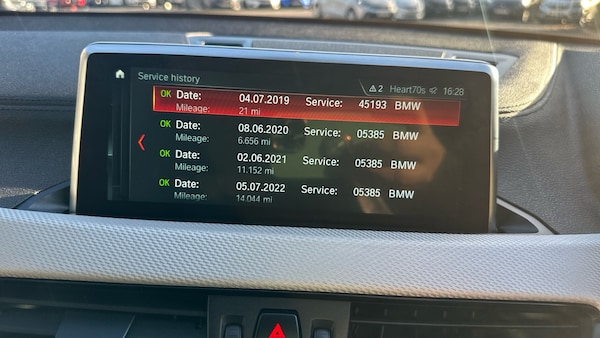 Service history
2 Heart70s 16:28
OK Date: 04.07.2019 Service: 45193 BMW
Mileage: 21 mi
OK Date: 08.06.2020 Service: 05385 BMW
Mileage: 6.656 mi
OK Date: 02.06.2021 Service: 05385 BMW
Mileage: 11.152 mi
OK Date: 05.07.2022 Service: 05385 BMW
Mileage: 14.044 mi